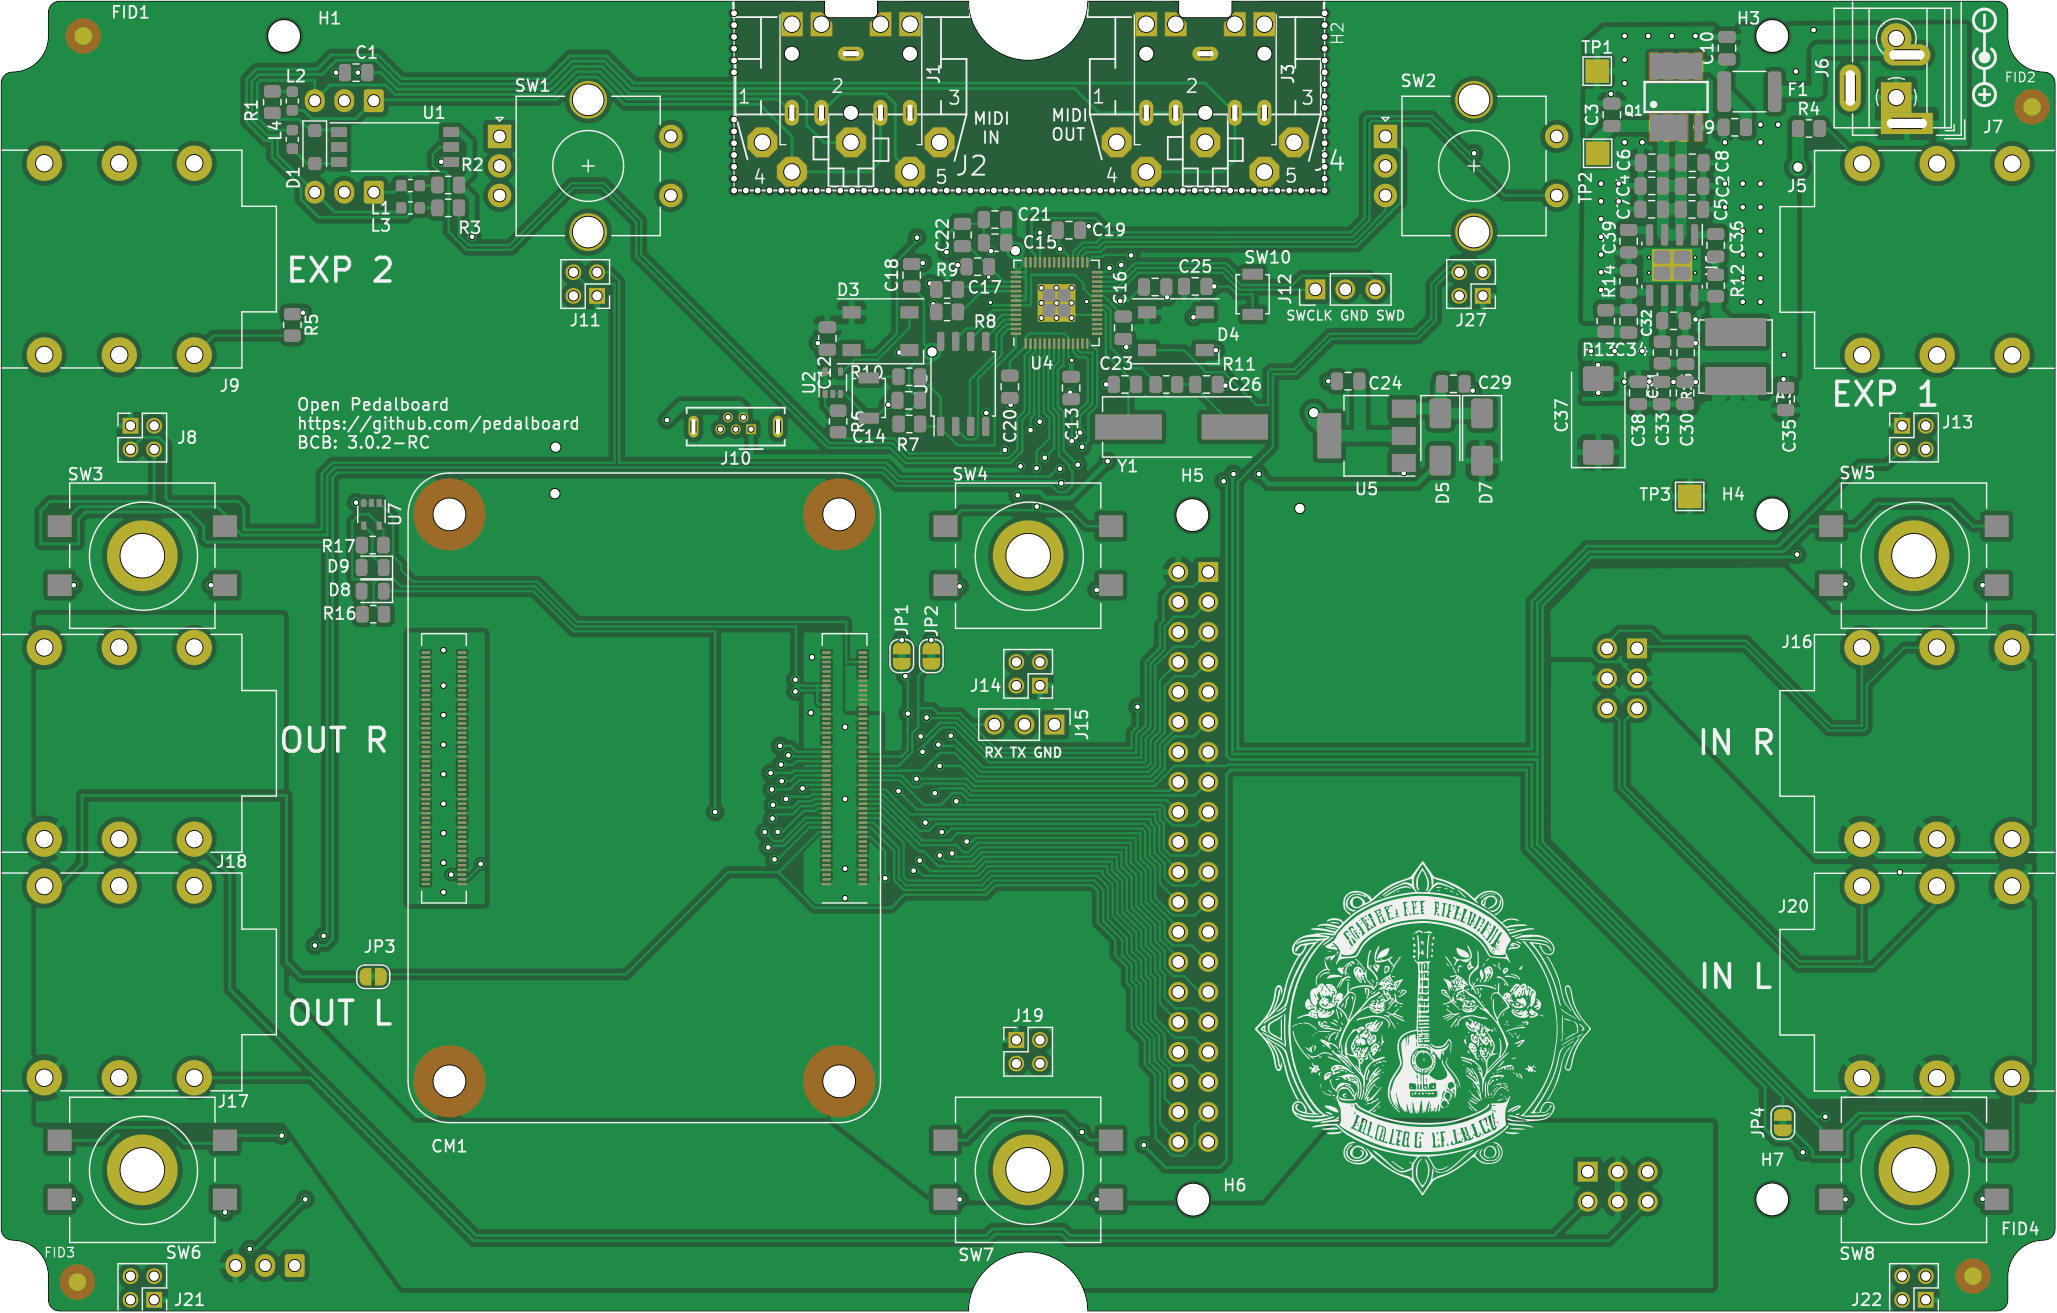 FID1
H1
H3
H2
J6
FID2
C1
L2
R1
L4
U1
D1
R2
L1
L3
R3
SW1
J1
2
1
3
MIDI
IN
4
5
J2
J3
2
1
3
MIDI
OUT
4
5
SW2
TP1
C10
F1
R4
C3
Q1
J7
TP2
C6
C8
C4
C2
C7
C5
J5
C39
C36
R14
R12
EXP 2
J11
C21
C22
C15
C19
C18
R9
C17
C16
C25
SW10
J12
SWCLK GND SWD
J27
R5
J9
D3
R8
U4
D4
R11
C12
U2
R10
C23
C26
C24
C29
R13
C34
C32
EXP 1
Open Pedalboard
https://github.com/pedalboard
BCB: 3.0.2-RC
C14
R7
C20
C13
C37
C38
C33
C30
C35
J13
J8
J10
Y1
H5
U5
D5
D7
SW3
SW4
TP3
H4
SW5
U7
R17
D9
D8
R16
JP1
JP2
J16
J14
J15
RX TX GND
OUT R
IN R
J18
J20
JP3
IN L
OUT L
J19
J17
CM1
JP4
H7
H6
FID3
SW6
SW7
SW8
FID4
J21
J22